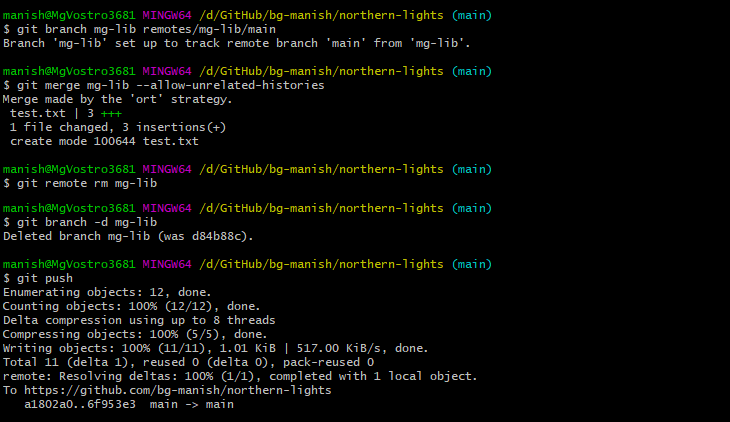 manish@MgVostro3681 MINGW64 /d/GitHub/bg-manish/northern-lights (main)
$ git branch mg-lib remotes/mg-lib/main
Branch 'mg-lib' set up to track remote branch 'main' from 'mg-lib'.
manish@MgVostro3681 MINGW64 /d/GitHub/bg-manish/northern-lights (main)
$ git merge mg-lib --allow-unrelated-histories
Merge made by the 'ort' strategy.
 test.txt | 3 +++
 1 file changed, 3 insertions(+)
 create mode 100644 test.txt
manish@MgVostro3681 MINGW64 /d/GitHub/bg-manish/northern-lights (main)
$ git remote rm mg-lib
manish@MgVostro3681 MINGW64 /d/GitHub/bg-manish/northern-lights (main)
$ git branch -d mg-lib
Deleted branch mg-lib (was d84b88c).
manish@MgVostro3681 MINGW64 /d/GitHub/bg-manish/northern-lights (main)
$ git push
Enumerating objects: 12, done.
Counting objects: 100% (12/12), done.
Delta compression using up to 8 threads
Compressing objects: 100% (5/5), done.
Writing objects: 100% (11/11), 1.01 KiB | 517.00 KiB/s, done.
Total 11 (delta 1), reused 0 (delta 0), pack-reused 0
remote: Resolving deltas: 100% (1/1), completed with 1 local object.
To https://github.com/bg-manish/northern-lights
   a1802a0..6f953e3  main -> main